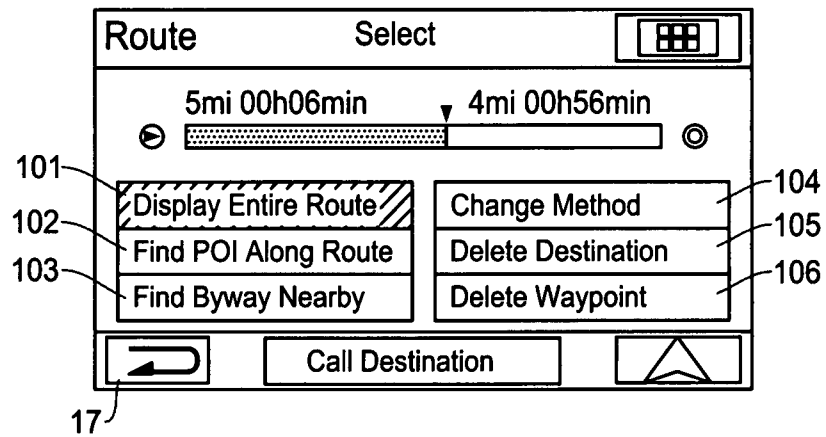 Route Select
5mi 00h06min 4mi 00h56min
101 Display Entire Route Change Method 104
102 Find POI Along Route Delete Destination 105
103 Find Byway Nearby Delete Waypoint 106
Call Destination
17